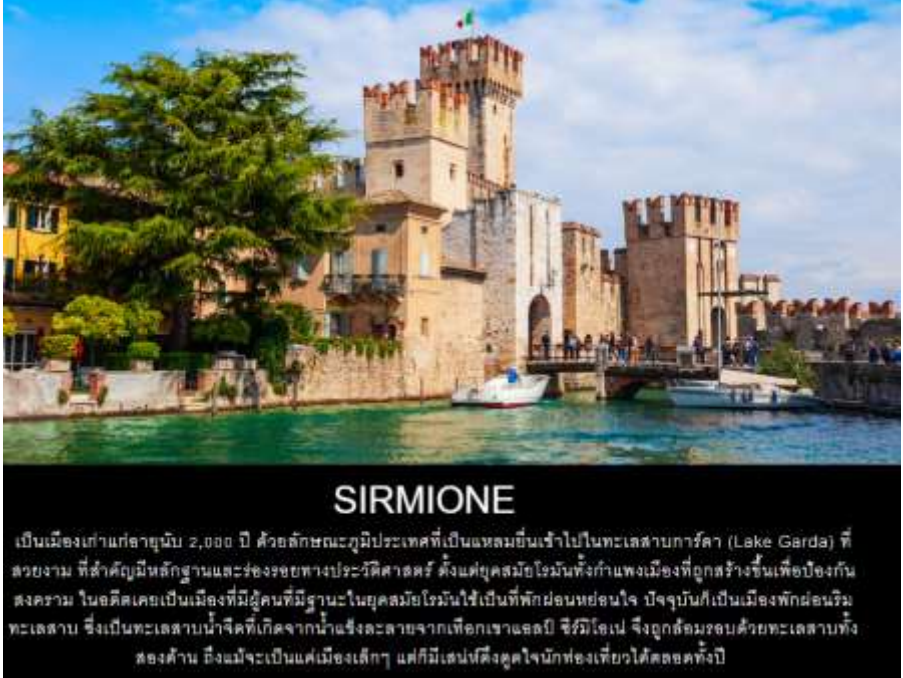 SIRMIONE
เป็นเมืองเก่าแก่อายุนับ 2,000 ปี ด้วยลักษณะภูมิประเทศที่เป็นแหลมยื่นเข้าไปในทะเลสาบการ์ดา (Lake Garda) ที่
สวยงาม ที่สำคัญมีหลักฐานและร่องรอยทางประวัติศาสตร์ ตั้งแต่ยุคสมัยโรมันทั้งกำแพงเมืองที่ถูกสร้างขึ้นเพื่อป้องกัน
สงคราม ในอดีตเคยเป็นเมืองที่มีผู้คนที่มีฐานะในยุคสมัยโรมันใช้เป็นที่พักผ่อนหย่อนใจ ปัจจุบันก็เป็นเมืองพักผ่อนริม
ทะเลสาบ ซึ่งเป็นทะเลสาบน้ำจืดที่เกิดจากน้ำแข็งละลายจากเทือกเขาแอลป์ ซีร์มิโอเน่ จึงถูกล้อมรอบด้วยทะเลสาบทั้ง
สองด้าน ถึงแม้จะเป็นแค่เมืองเล็กๆ แต่ก็มีเสน่ห์ดึงดูดใจนักท่องเที่ยวได้ตลอดทั้งปี